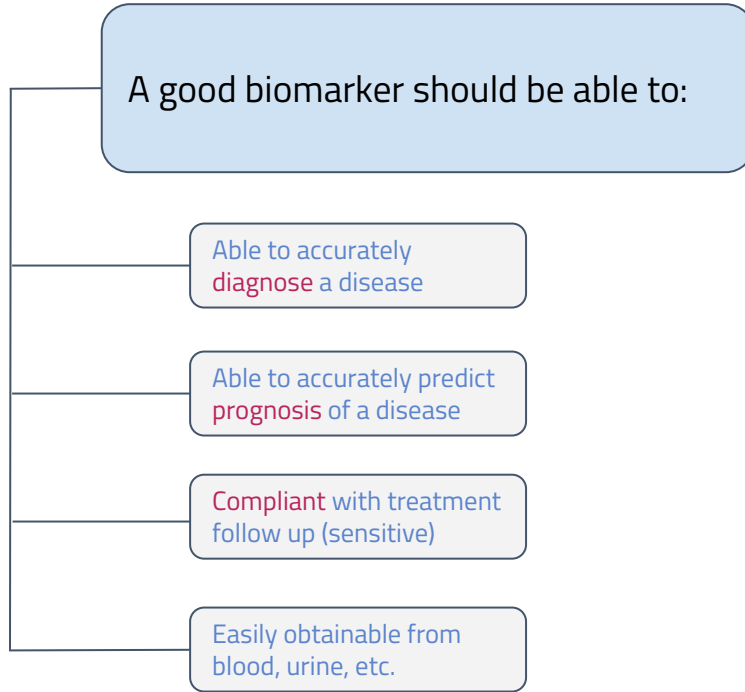 A good biomarker should be able to:
Able to accurately
diagnose a disease
Able to accurately predict
prognosis of a disease
Compliant with treatment
follow up (sensitive)
Easily obtainable from
blood, urine, etc.